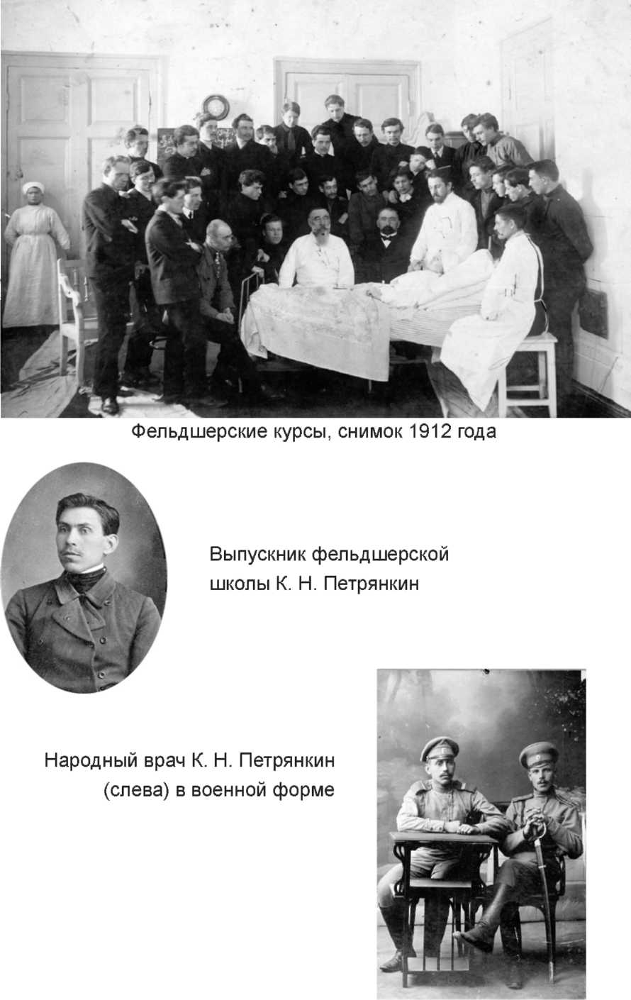 Фельдшерские курсы, снимок 1912 года
Выпускник фельдшерской
школы К. Н. Петрянкин
Народный врач К. Н. Петрянкин
(слева) в военной форме